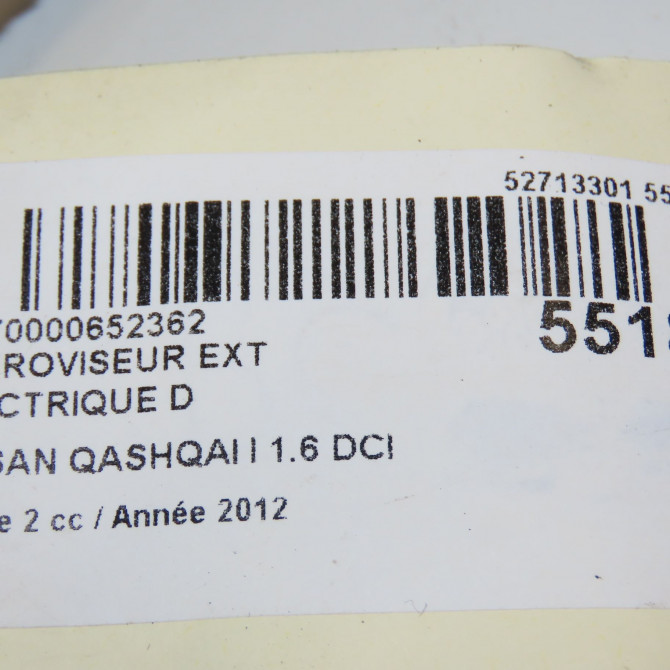 52713301 55
70000652362
551
ROVISEUR EXT
CTRIQUE D
SAN QASHQAI I 1.6 DCI
e 2 cc / Année 2012